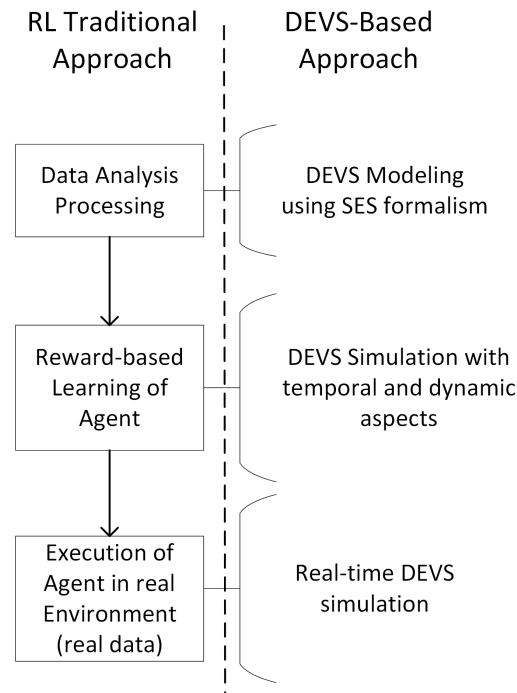 RL Traditional
Approach
DEVS-Based
Approach
Data Analysis
Processing
DEVS Modeling
using SES formalism
Reward-based
Learning of
Agent
DEVS Simulation with
temporal and dynamic
aspects
Execution of
Agent in real
Environment
(real data)
Real-time DEVS
simulation